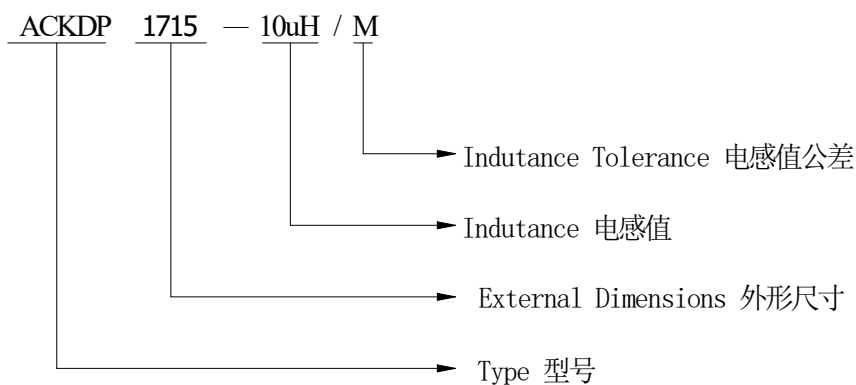 ACKDP 1715 — 10uH / M
Indutance Tolerance 电感值公差
Indutance 电感值
External Dimensions 外形尺寸
Type 型号